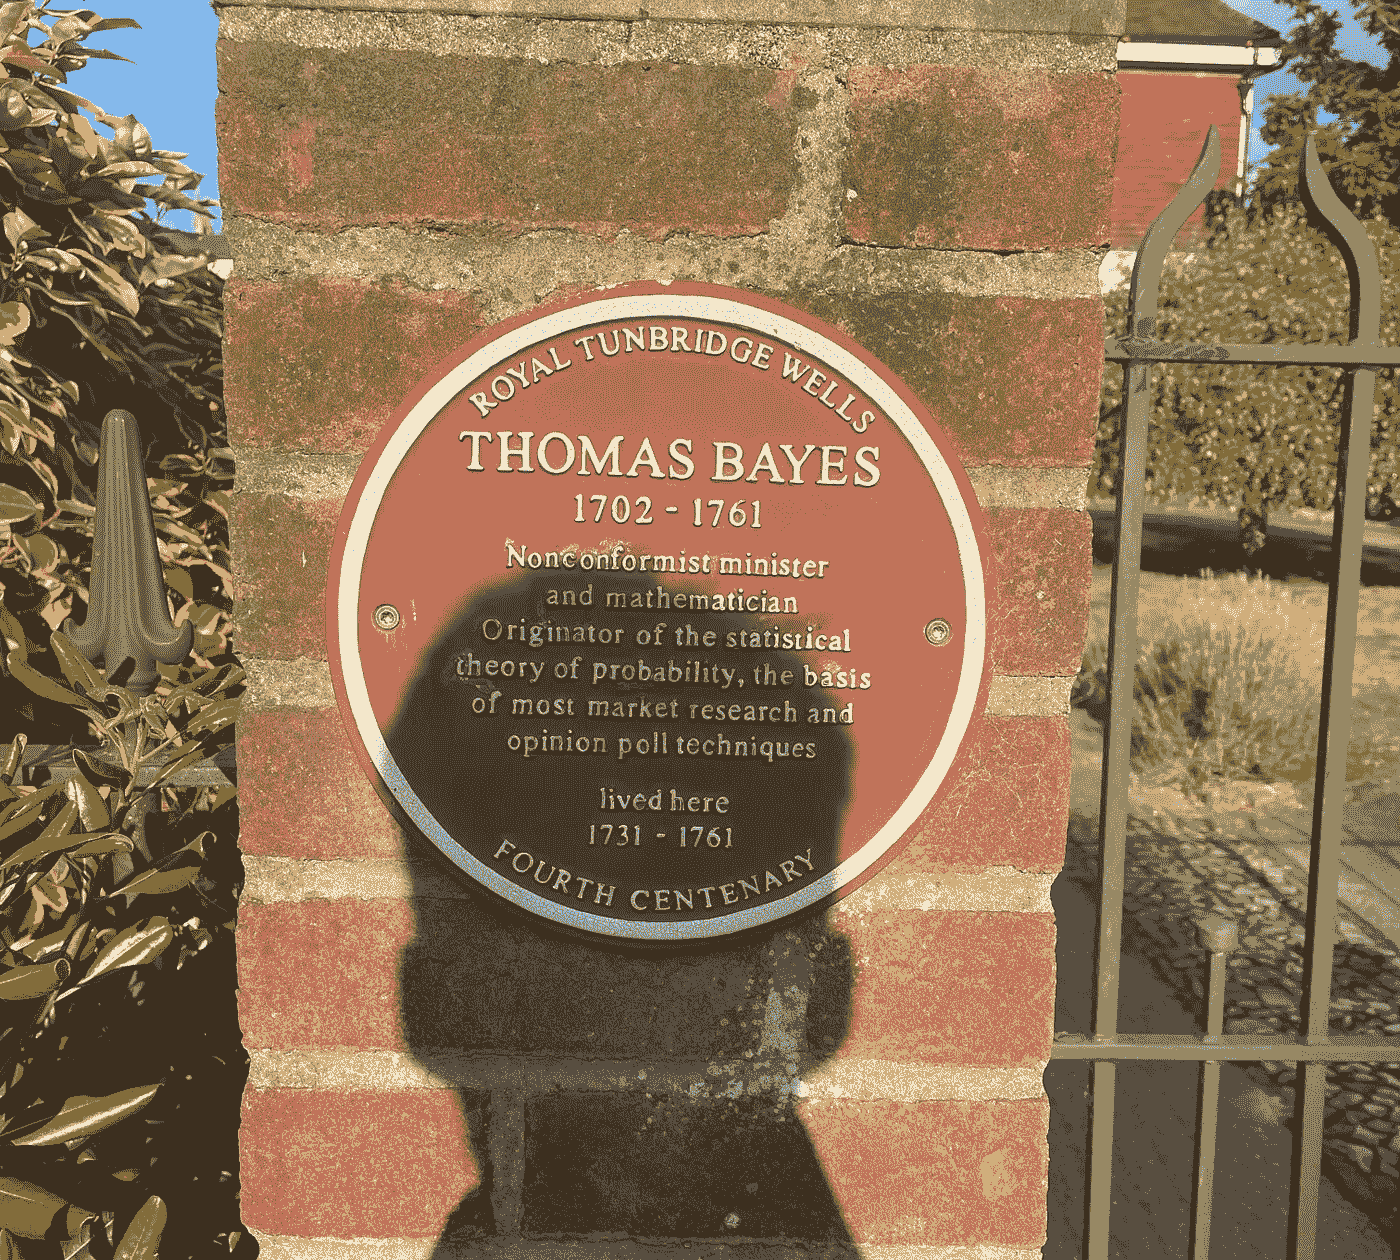 ROYAL TUNBRIDGE WELLS
THOMAS BAYES
1702 - 1761
Nonconformist minister
and mathematician
Originator of the statistical
theory of probability, the basis
of most market research and
opinion poll techniques
lived here
1731 - 1761
FOURTH CENTENARY